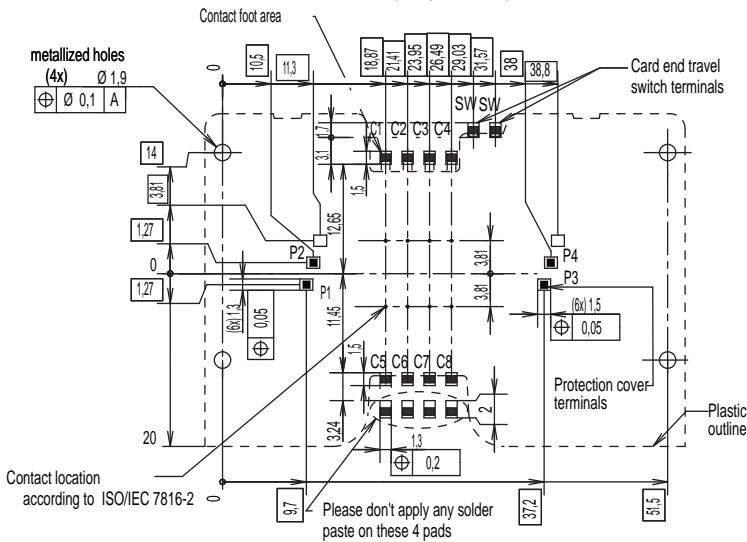 Contact foot area
metallized holes
(4x) Ø 1,9
Ø 0,1 A
0
10,5
11,3
18,87
21,41
23,95
26,49
29,03
31,57
38
38,8
Card end travel
switch terminals
SW SW
C1 C2 C3 C4
1,7
3,1
1,5
14
3,81
1,27
0
1,27
20
12,65
11,45
3,81
3,81
P2
P1
P4
P3
(6x) 1,3
0,05
(6x) 1,5
0,05
1,5
C5 C6 C7 C8
3,24
2
1,3
0,2
Protection cover
terminals
Plastic
outline
Contact location
according to ISO/IEC 7816-2
0
9,7
Please don't apply any solder
paste on these 4 pads
37,2
51,5